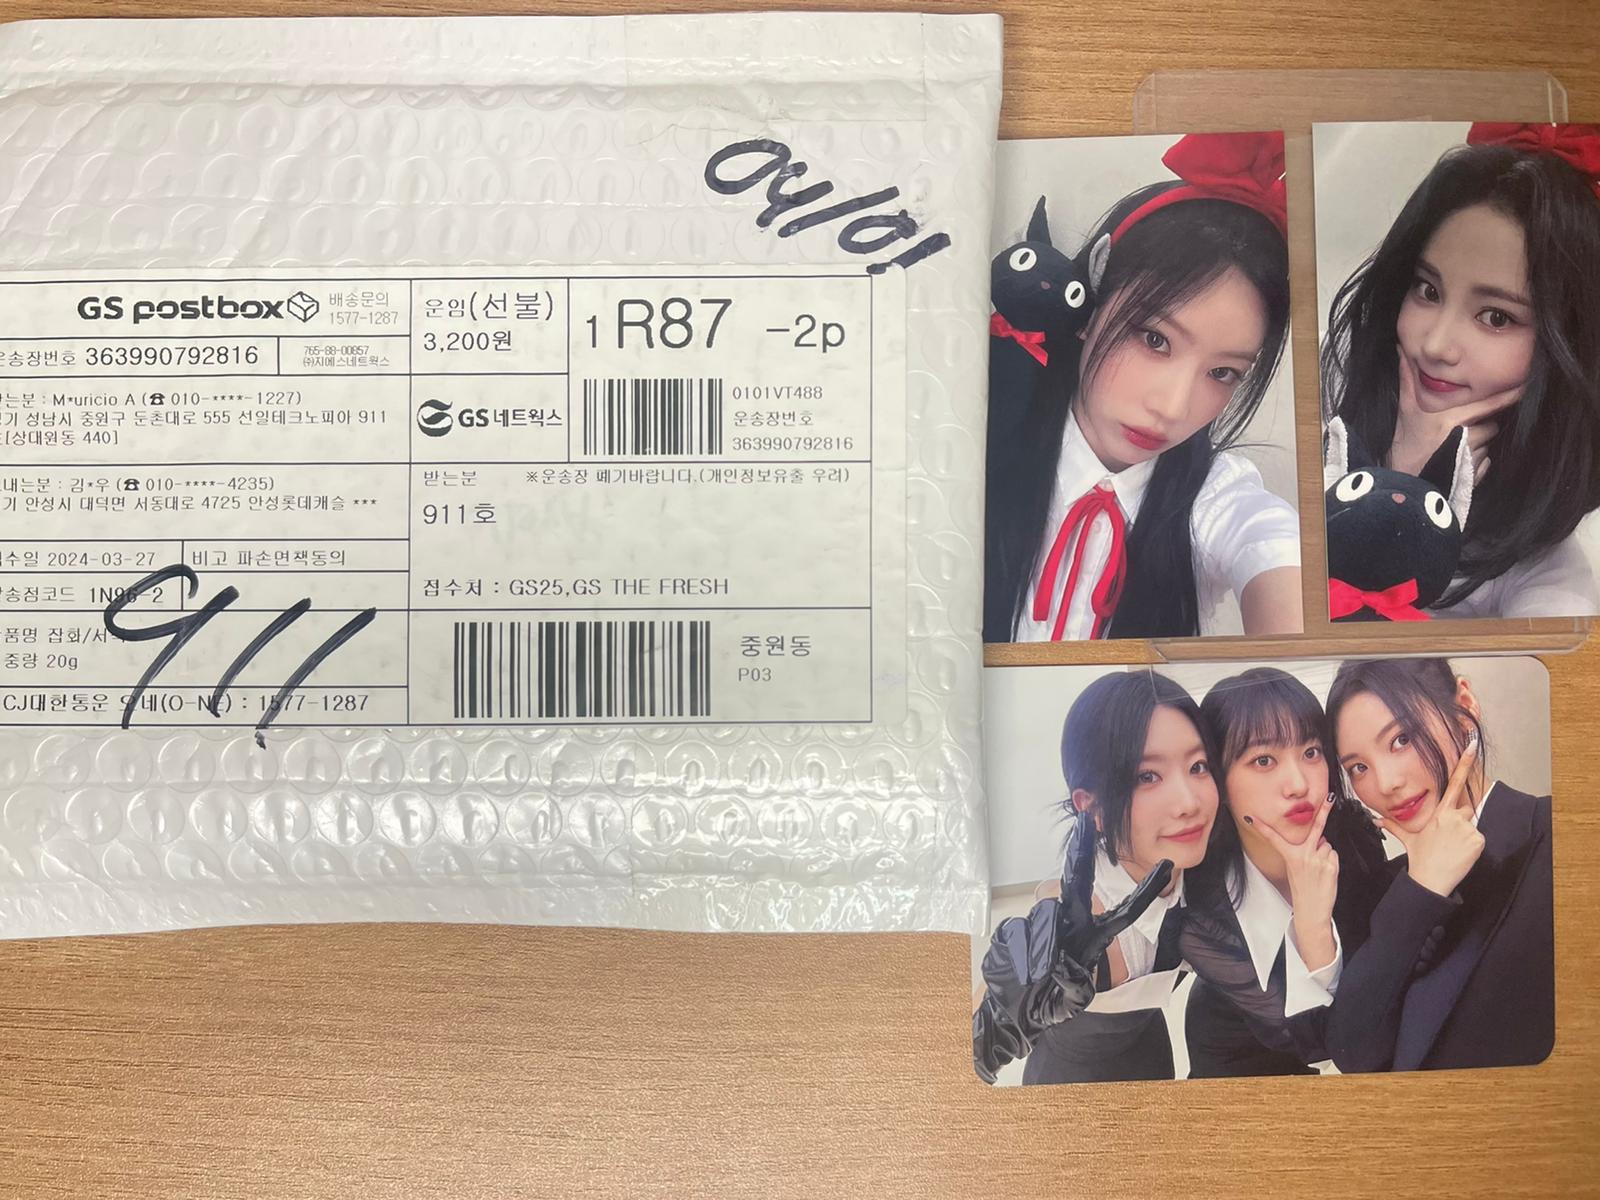 04/01
GS postbox 배송문의
1577-1287
운송장번호 363990792816
765-88-00857
㈜지에스네트웍스
운임(선불)
3,200원
1 R87 -2p
GS네트웍스
0101VT488
운송장번호
363990792816
는분 : M*uricio A (☎ 010-****-1227)
기 성남시 중원구 둔촌대로 555 선일테크노피아 911
[상대원동 440]
내는분 : 김*우 (☎ 010-****-4235)
기 안성시 대덕면 서동대로 4725 안성롯데캐슬 ***
받는분 ※운송장 폐기바랍니다.(개인정보유출 우려)
911호
수일 2024-03-27
비고 파손면책동의
송점코드 1N96-2
접수처 : GS25,GS THE FRESH
품명 잡화/서
중량 20g
CJ대한통운 오네(O-NE) : 1577-1287
911
중원동
P03